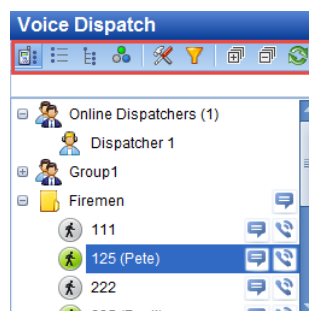 Voice Dispatch
Online Dispatchers (1)
Dispatcher 1
Group1
Firemen
111
125 (Pete)
222